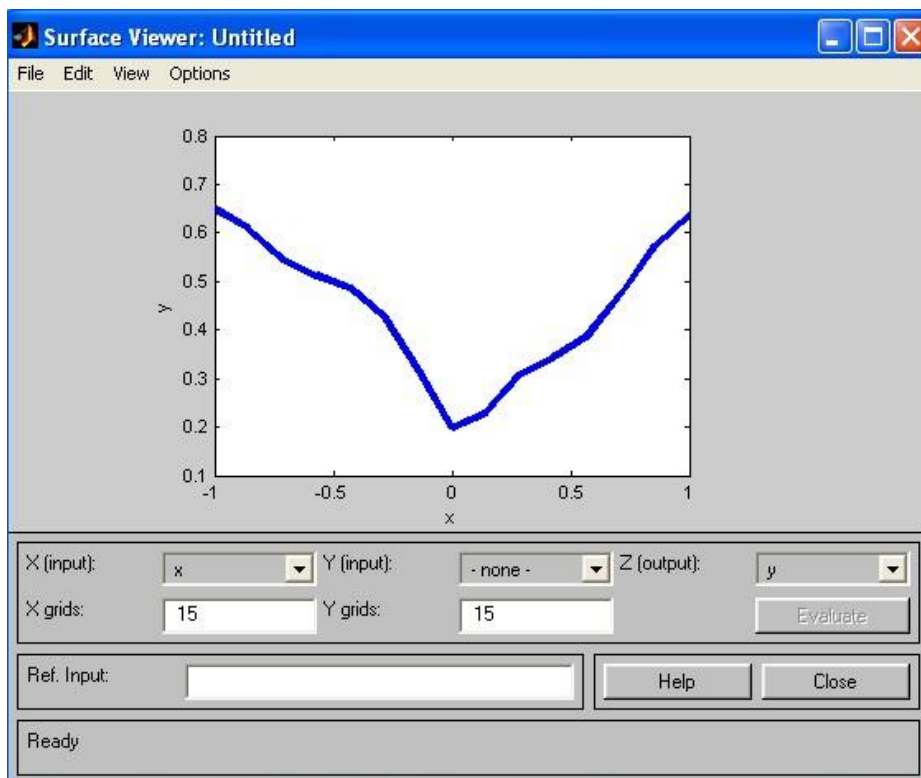 Surface Viewer: Untitled
File Edit View Options
0.8
0.7
0.6
0.5
0.4
0.3
0.2
0.1
y
-1 -0.5 0 0.5 1
x
X (input): x Y (input): - none - Z (output): y
X grids: 15 Y grids: 15 Evaluate
Ref. Input: Help Close
Ready